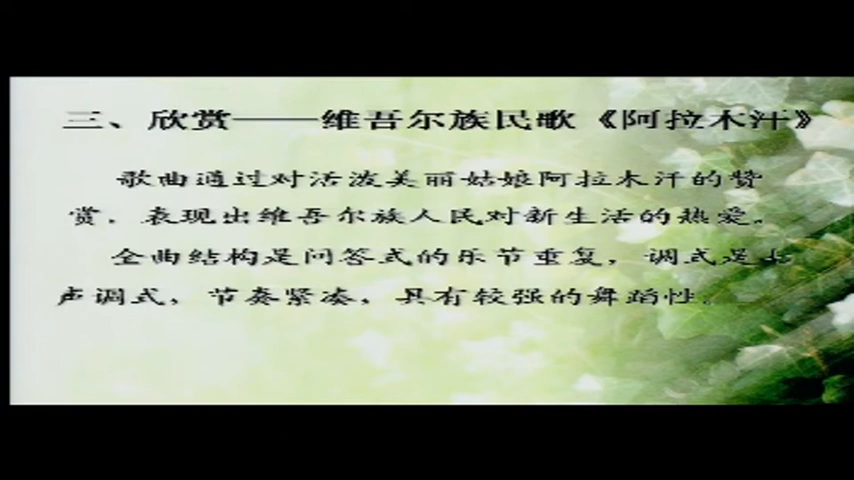 三、欣赏——维吾尔族民歌《阿拉木汗》
歌曲通过对活泼美丽姑娘阿拉木汗的赞
赏，表现出维吾尔族人民对新生活的热爱。
全曲结构是问答式的乐节重复，调式是七
声调式，节奏紧凑，具有较强的舞蹈性。